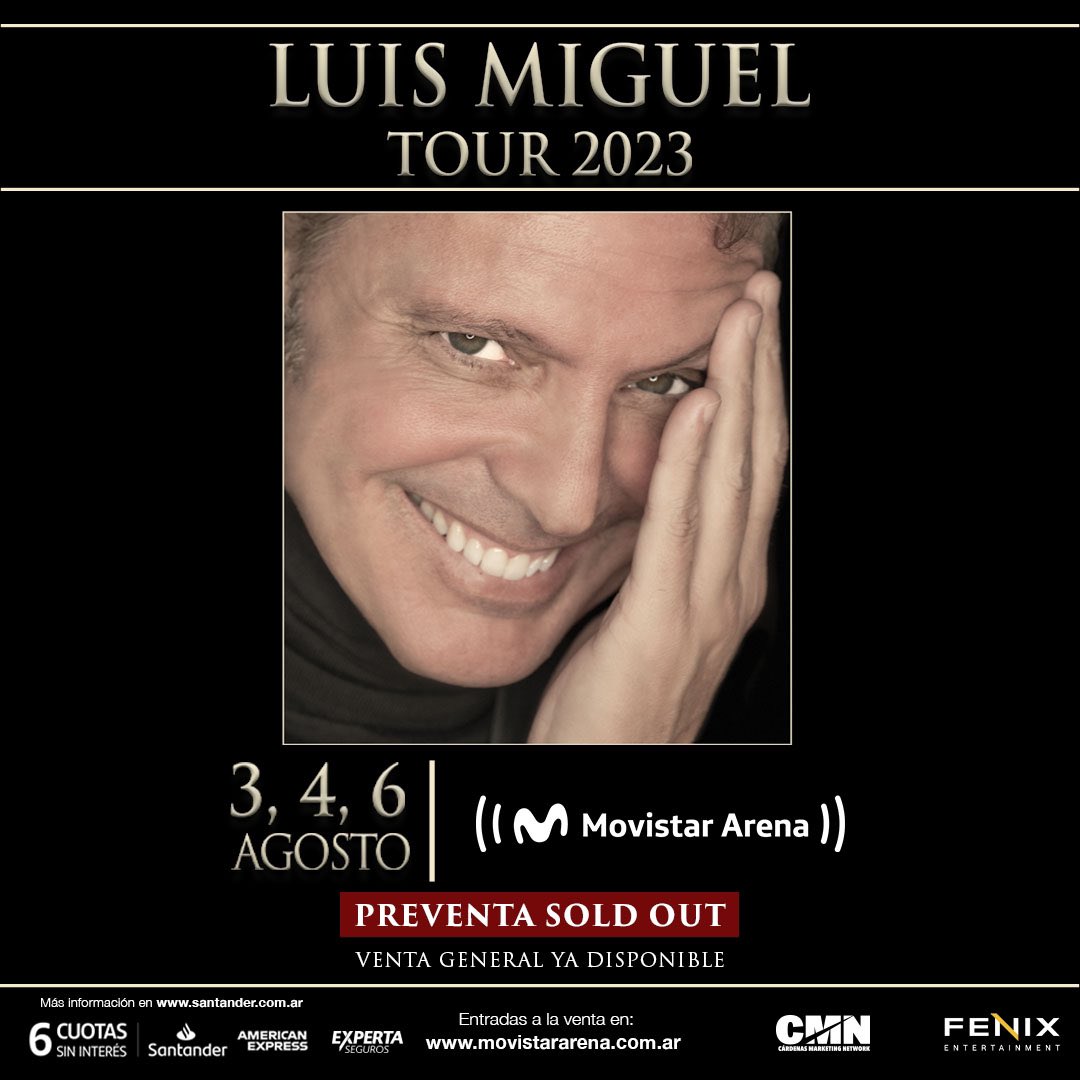 LUIS MIGUEL
TOUR 2023
3, 4, 6
AGOSTO
Movistar Arena
PREVENTA SOLD OUT
VENTA GENERAL YA DISPONIBLE
Más información en www.santander.com.ar
6 CUOTAS
SIN INTERÉS
Santander
AMERICAN
EXPRESS
EXPERTA
SEGUROS
Entradas a la venta en:
www.movistararena.com.ar
CMN
CÁRDENAS MARKETING NETWORK
FENIX
ENTERTAINMENT